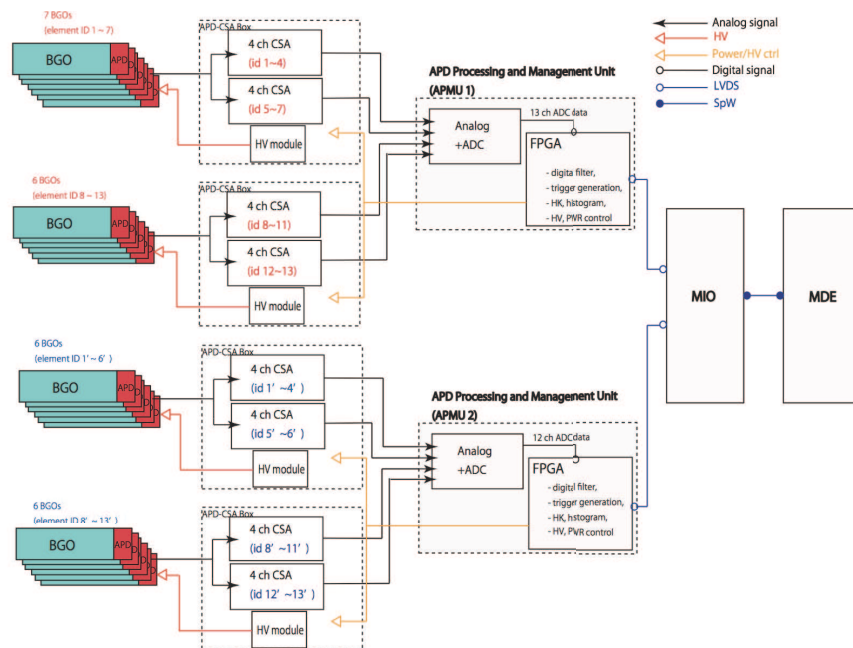 7 BGOs
(element ID 1 ~ 7)
BGO
APD
D
D
D
D
D
APD-CSA Box
4 ch CSA
(id 1~4)
4 ch CSA
(id 5~7)
HV module
6 BGOs
(element ID 8 ~ 13)
BGO
APD
D
D
D
D
APD-CSA Box
4 ch CSA
(id 8~11)
4 ch CSA
(id 12~13)
HV module
APD Processing and Management Unit
(APMU 1)
Analog
+ADC
13 ch ADC data
FPGA
- digital filter,
- trigger generation,
- HK, histogram,
- HV, PWR control
Analog signal
HV
Power/HV ctrl
Digital signal
LVDS
SpW
MIO
MDE
6 BGOs
(element ID 1' ~ 6' )
BGO
APD
D
D
D
D
APD-CSA Box
4 ch CSA
(id 1' ~4' )
4 ch CSA
(id 5' ~6' )
HV module
6 BGOs
(element ID 8' ~ 13' )
BGO
APD
D
D
D
D
APD-CSA Box
4 ch CSA
(id 8' ~11' )
4 ch CSA
(id 12' ~13' )
HV module
APD Processing and Management Unit
(APMU 2)
Analog
+ADC
12 ch ADCdata
FPGA
- digital filter,
- trigger generation,
- HK, histogram,
- HV, PWR control